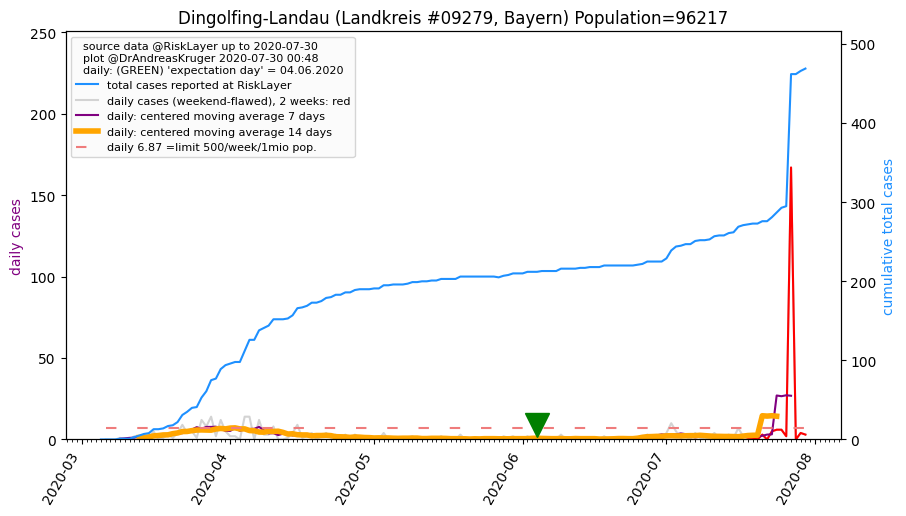 Dingolfing-Landau (Landkreis #09279, Bayern) Population=96217
source data @RiskLayer up to 2020-07-30
plot @DrAndreasKruger 2020-07-30 00:48
daily: (GREEN) 'expectation day' = 04.06.2020
total cases reported at RiskLayer
daily cases (weekend-flawed), 2 weeks: red
daily: centered moving average 7 days
daily: centered moving average 14 days
daily 6.87 =limit 500/week/1mio pop.
daily cases
250
200
150
100
50
0
cumulative total cases
500
400
300
200
100
0
2020-03
2020-04
2020-05
2020-06
2020-07
2020-08